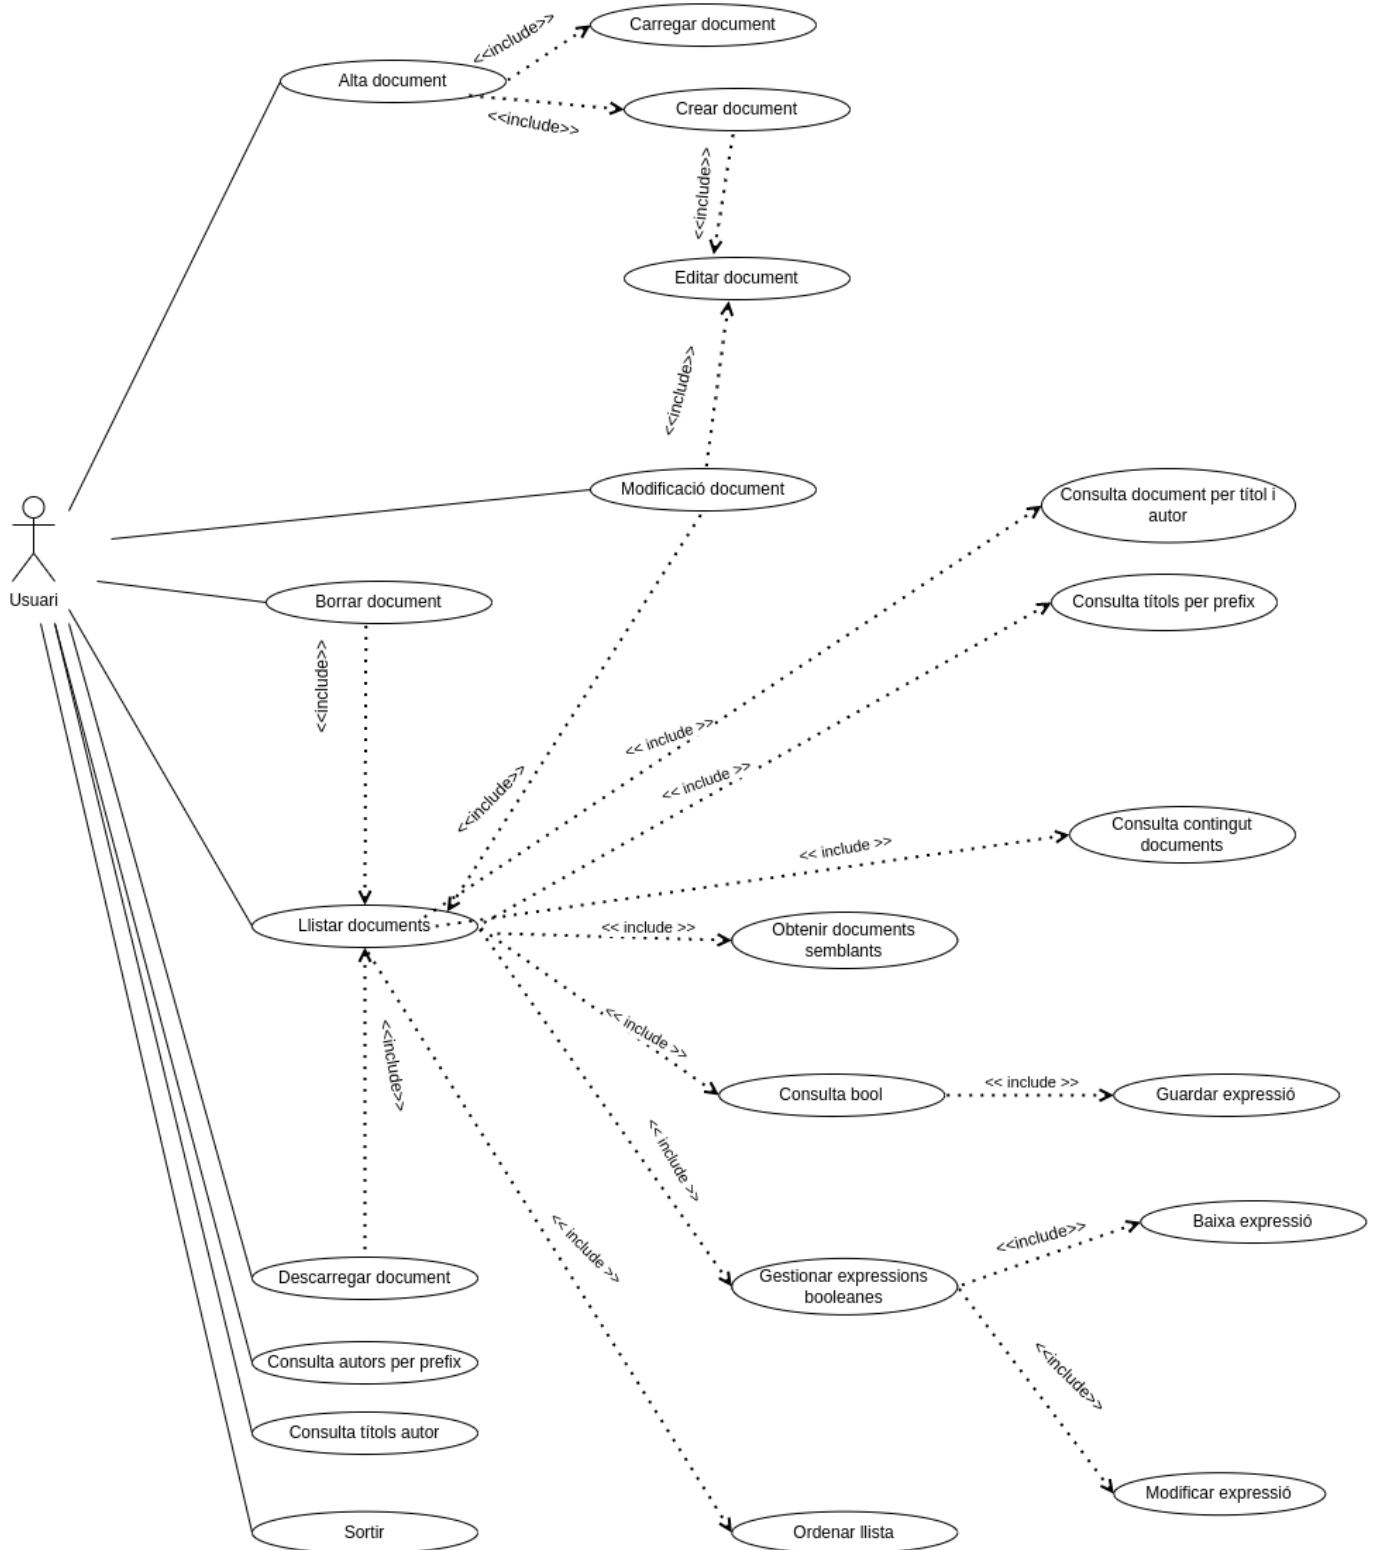 Carregar document
<<include>>
Alta document
Crear document
<<include>>
<<include>>
Editar document
<<include>>
Modificació document
Consulta document per títol i
autor
Usuari
Borrar document
Consulta títols per prefix
<<include>>
<< include >>
<< include >>
<<include>>
Consulta contingut
documents
<< include >>
Llistar documents
<< include >>
Obtenir documents
semblants
<< include >>
<<include>>
Consulta bool
<< include >>
Guardar expressió
<< include >>
Baixa expressió
<<include>>
<< include >>
Descarregar document
Gestionar expressions
booleanes
Consulta autors per prefix
<<include>>
Consulta títols autor
Modificar expressió
Sortir
Ordenar llista